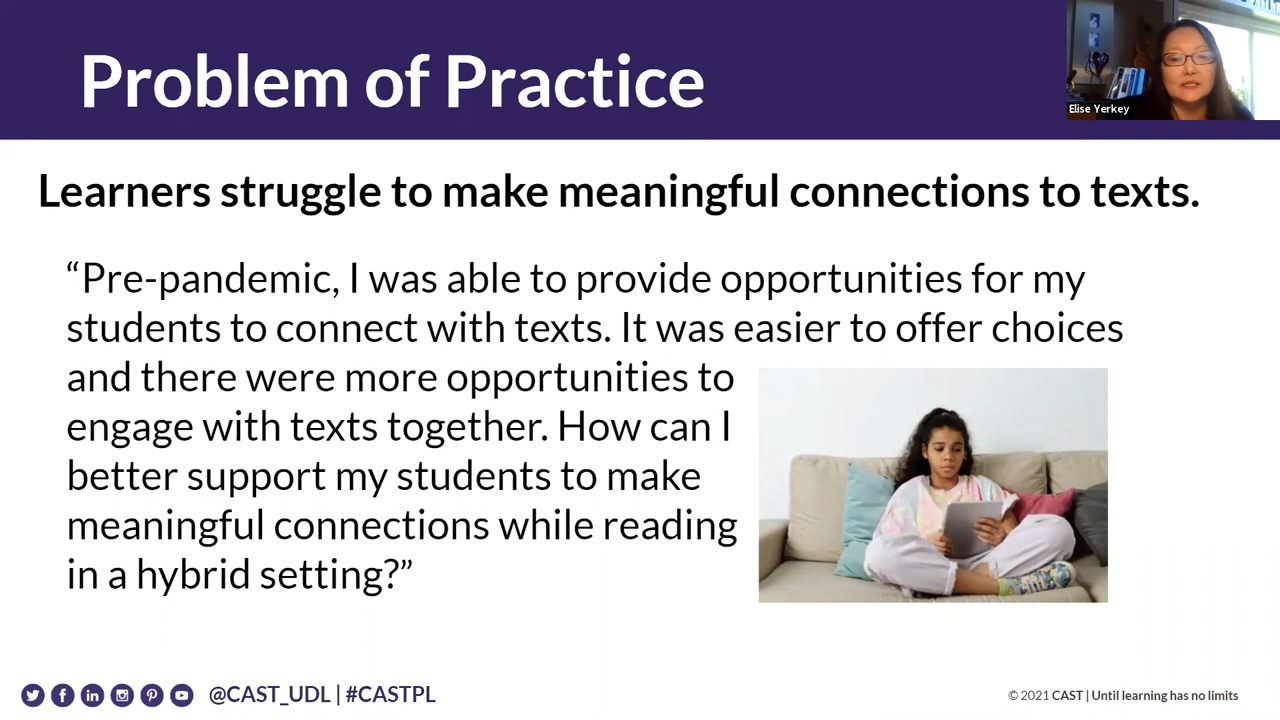 Problem of Practice
Elise Yerkey
Learners struggle to make meaningful connections to texts.
“Pre-pandemic, I was able to provide opportunities for my
students to connect with texts. It was easier to offer choices
and there were more opportunities to
engage with texts together. How can I
better support my students to make
meaningful connections while reading
in a hybrid setting?”
@CAST_UDL | #CASTPL
© 2021 CAST | Until learning has no limits